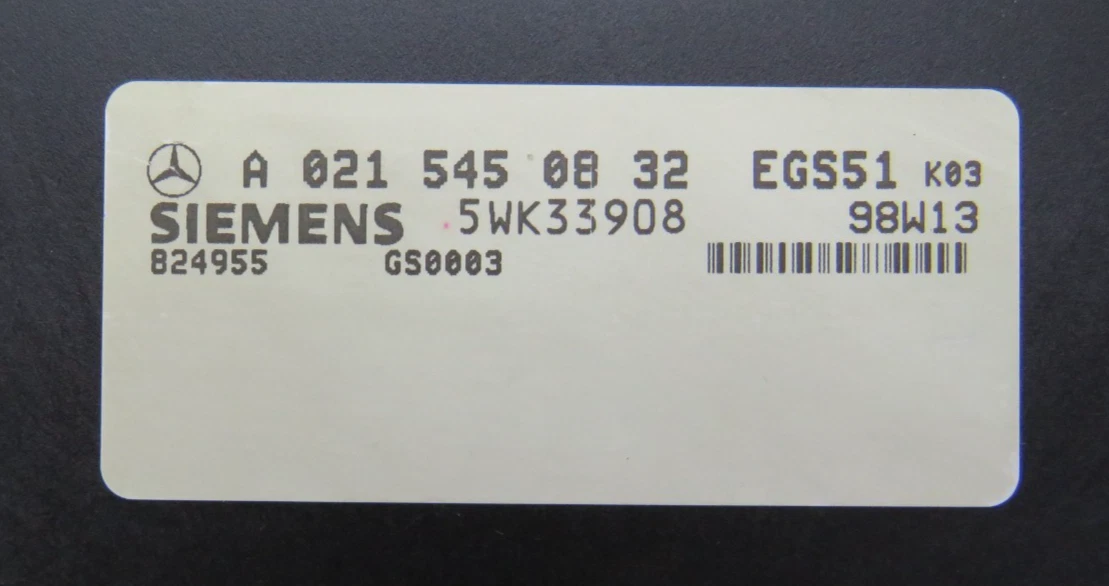 A 021 545 08 32 EGS51 K03
SIEMENS 5WK33908 98W13
824955 GS0003